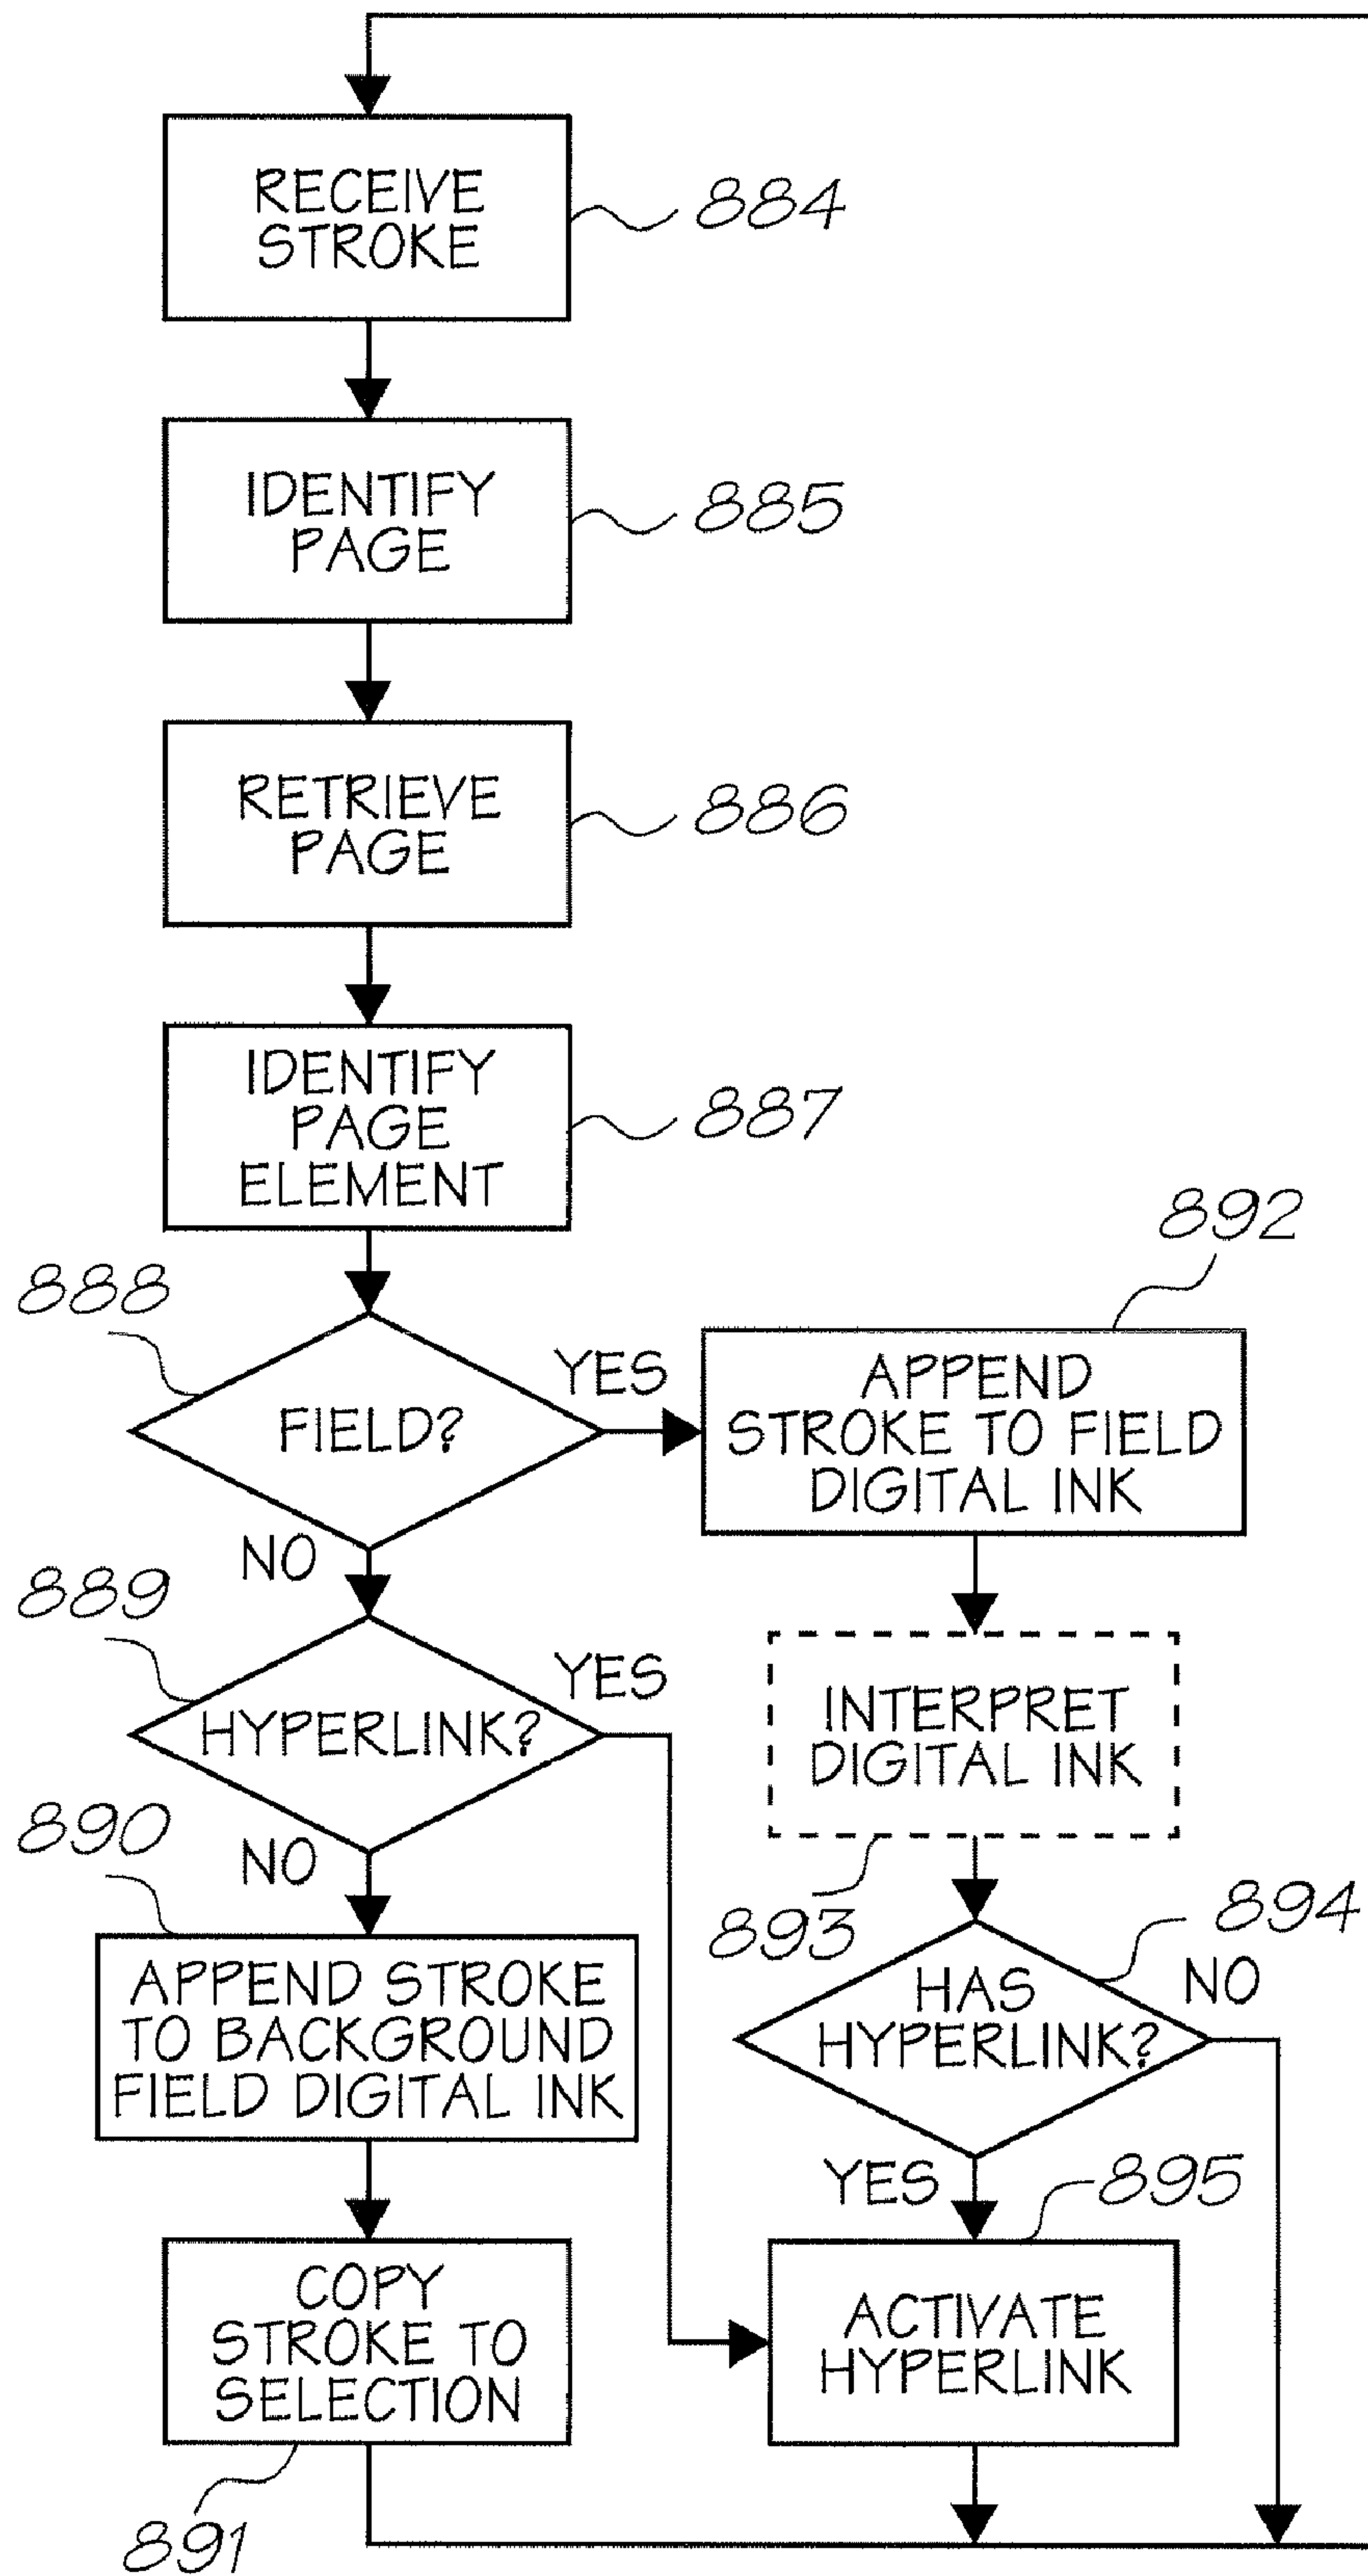 RECEIVE
STROKE
884
IDENTIFY
PAGE
885
RETRIEVE
PAGE
886
IDENTIFY
PAGE
ELEMENT
887
888
FIELD?
YES
NO
892
APPEND
STROKE TO FIELD
DIGITAL INK
889
HYPERLINK?
YES
NO
INTERPRET
DIGITAL INK
893
890
APPEND STROKE
TO BACKGROUND
FIELD DIGITAL INK
894
HAS
HYPERLINK?
NO
YES
895
COPY
STROKE TO
SELECTION
891
ACTIVATE
HYPERLINK